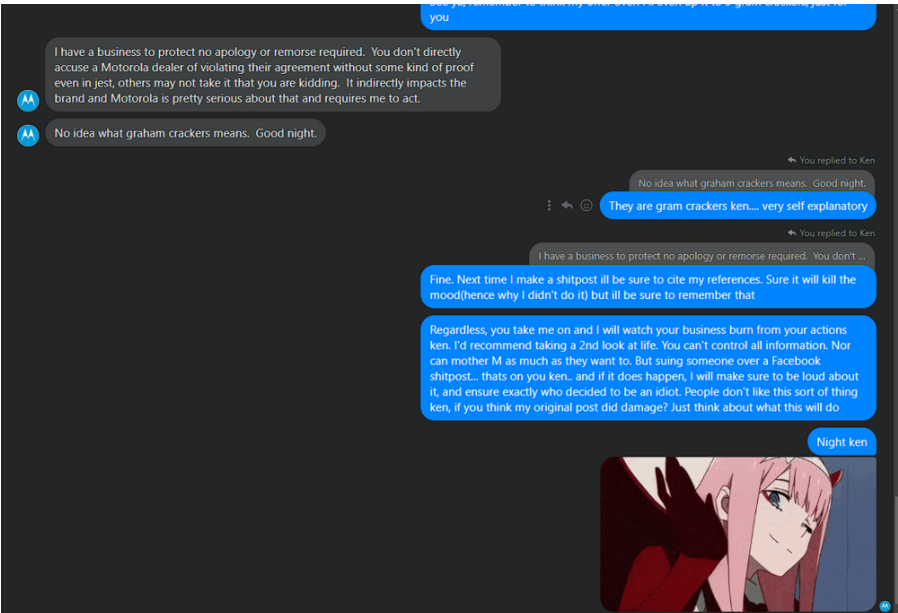 you
I have a business to protect no apology or remorse required.  You don't directly
accuse a Motorola dealer of violating their agreement without some kind of proof
even in jest, others may not take it that you are kidding.  It indirectly impacts the
brand and Motorola is pretty serious about that and requires me to act.
No idea what graham crackers means.  Good night.
You replied to Ken
No idea what graham crackers means.  Good night.
They are gram crackers ken.... very self explanatory
You replied to Ken
I have a business to protect no apology or remorse required.  You don't ...
Fine. Next time I make a shitpost ill be sure to cite my references. Sure it will kill the
mood(hence why I didn't do it) but ill be sure to remember that
Regardless, you take me on and I will watch your business burn from your actions
ken. I'd recommend taking a 2nd look at life. You can't control all information. Nor
can mother M as much as they want to. But suing someone over a Facebook
shitpost... thats on you ken.. and if it does happen, I will make sure to be loud about
it, and ensure exactly who decided to be an idiot. People don't like this sort of thing
ken, if you think my original post did damage? Just think about what this will do
Night ken